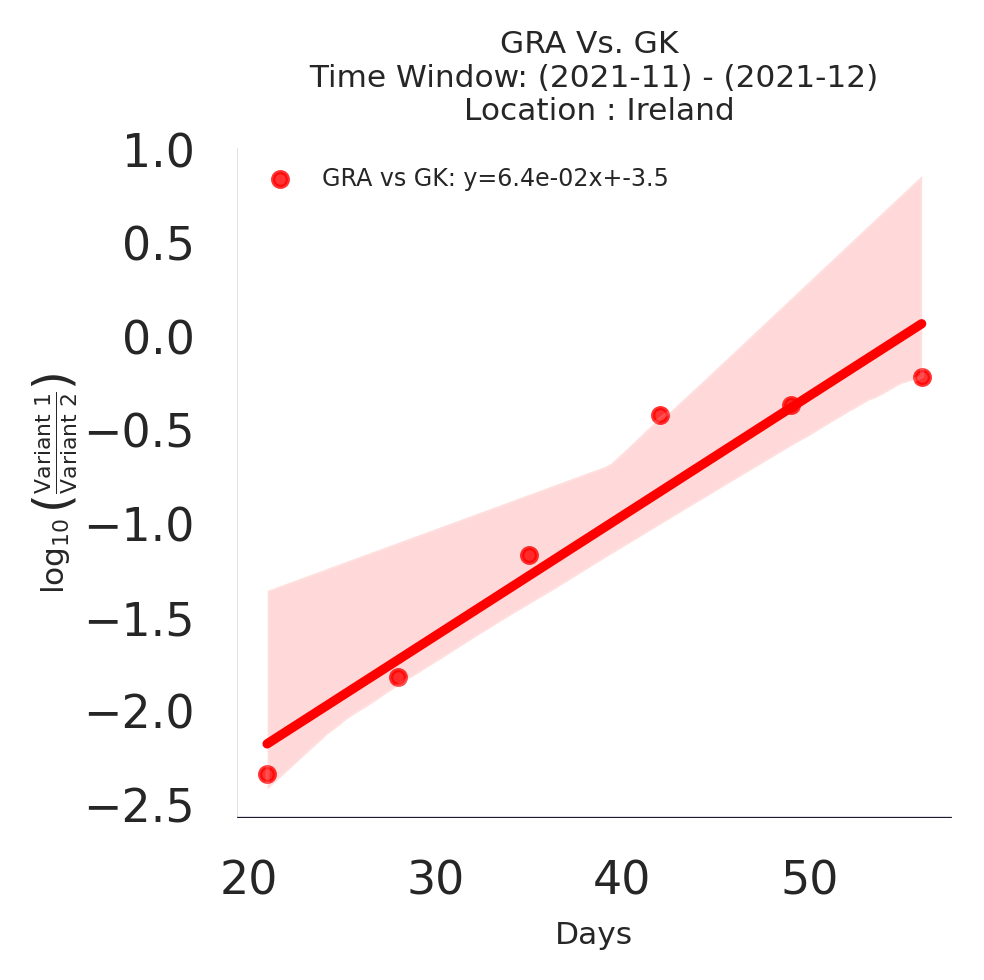 GRA Vs. GK
Time Window: (2021-11) - (2021-12)
Location : Ireland
GRA vs GK: y=6.4e-02x+-3.5
1.0
0.5
0.0
−0.5
−1.0
−1.5
−2.0
−2.5
log₁₀(Variant 1/Variant 2)
20 30 40 50
Days